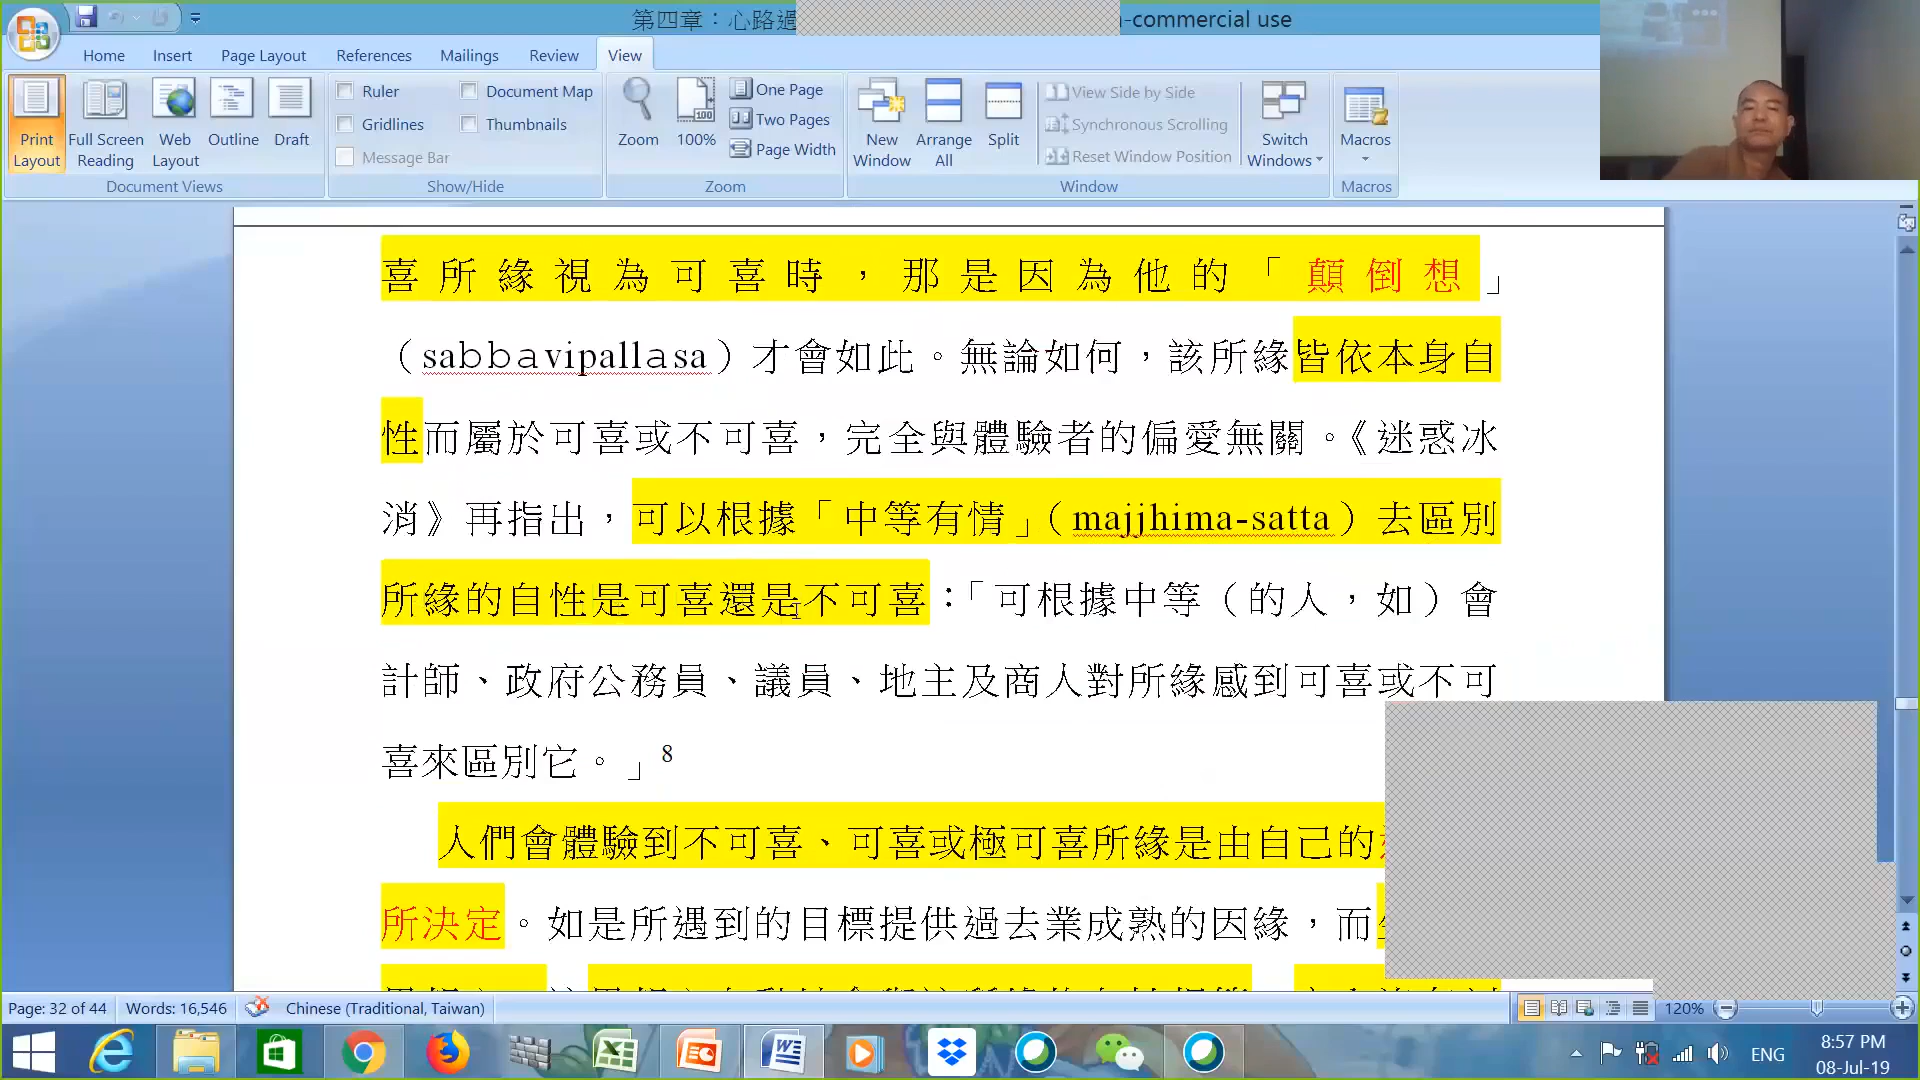 第四章：心路過
-commercial use
Home Insert Page Layout References Mailings Review View
Print Layout
Full Screen Reading
Web Layout
Outline
Draft
Document Views
Ruler
Gridlines
Message Bar
Document Map
Thumbnails
Show/Hide
Zoom
100%
One Page
Two Pages
Page Width
Zoom
New Window
Arrange All
Split
View Side by Side
Synchronous Scrolling
Reset Window Position
Window
Switch Windows
Macros
Macros
喜所緣視為可喜時，那是因為他的「顛倒想」
（sabbavipallasa）才會如此。無論如何，該所緣皆依本身自
性而屬於可喜或不可喜，完全與體驗者的偏愛無關。《迷惑冰
消》再指出，可以根據「中等有情」（majjhima-satta）去區別
所緣的自性是可喜還是不可喜：「可根據中等（的人，如）會
計師、政府公務員、議員、地主及商人對所緣感到可喜或不可
喜來區別它。」8
人們會體驗到不可喜、可喜或極可喜所緣是由自己的
所決定。如是所遇到的目標提供過去業成熟的因緣，而
Page: 32 of 44 Words: 16,546 Chinese (Traditional, Taiwan) 120%
ENG
8:57 PM
08-Jul-19